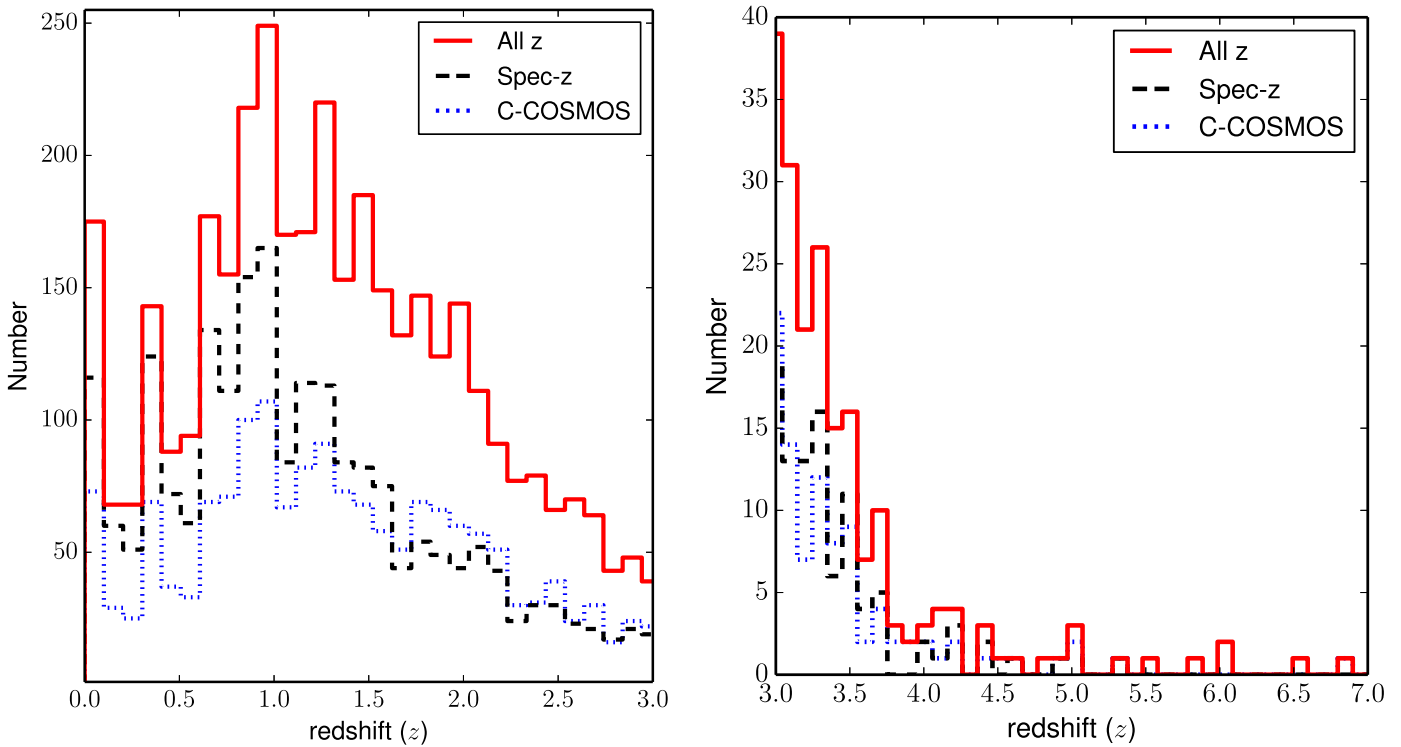 250
200
150
100
50
Number
All z
Spec-z
C-COSMOS
0.0 0.5 1.0 1.5 2.0 2.5 3.0
redshift (z)
40
35
30
25
20
15
10
5
0
Number
All z
Spec-z
C-COSMOS
3.0 3.5 4.0 4.5 5.0 5.5 6.0 6.5 7.0
redshift (z)